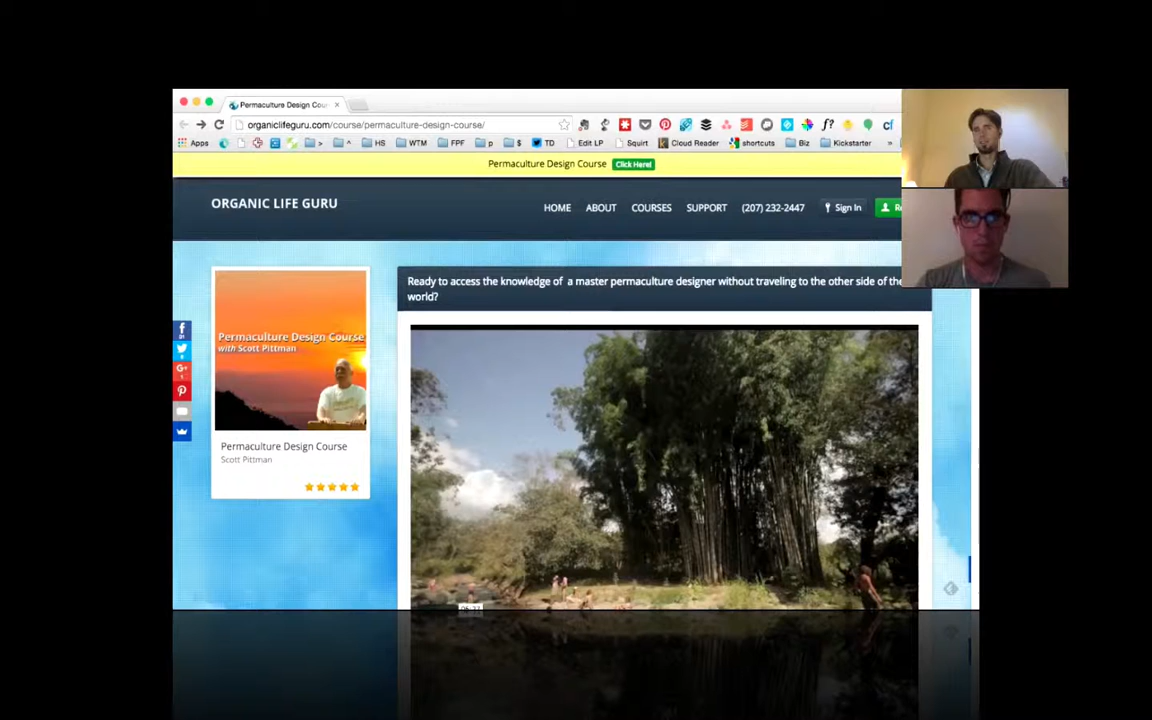 Permaculture Design Cou
organiclifeguru.com/course/permaculture-design-course/
f?
Apps
>
^
HS
WTM
FPF
p
$
TD
Edit LP
Squirt
Cloud Reader
shortcuts
Biz
Kickstarter
»
Permaculture Design Course Click Here!
ORGANIC LIFE GURU
HOME ABOUT COURSES SUPPORT (207) 232-2447 Sign In
Ready to access the knowledge of a master permaculture designer without traveling to the other side of the
world?
Permaculture Design Course
with Scott Pittman
Permaculture Design Course
Scott Pittman